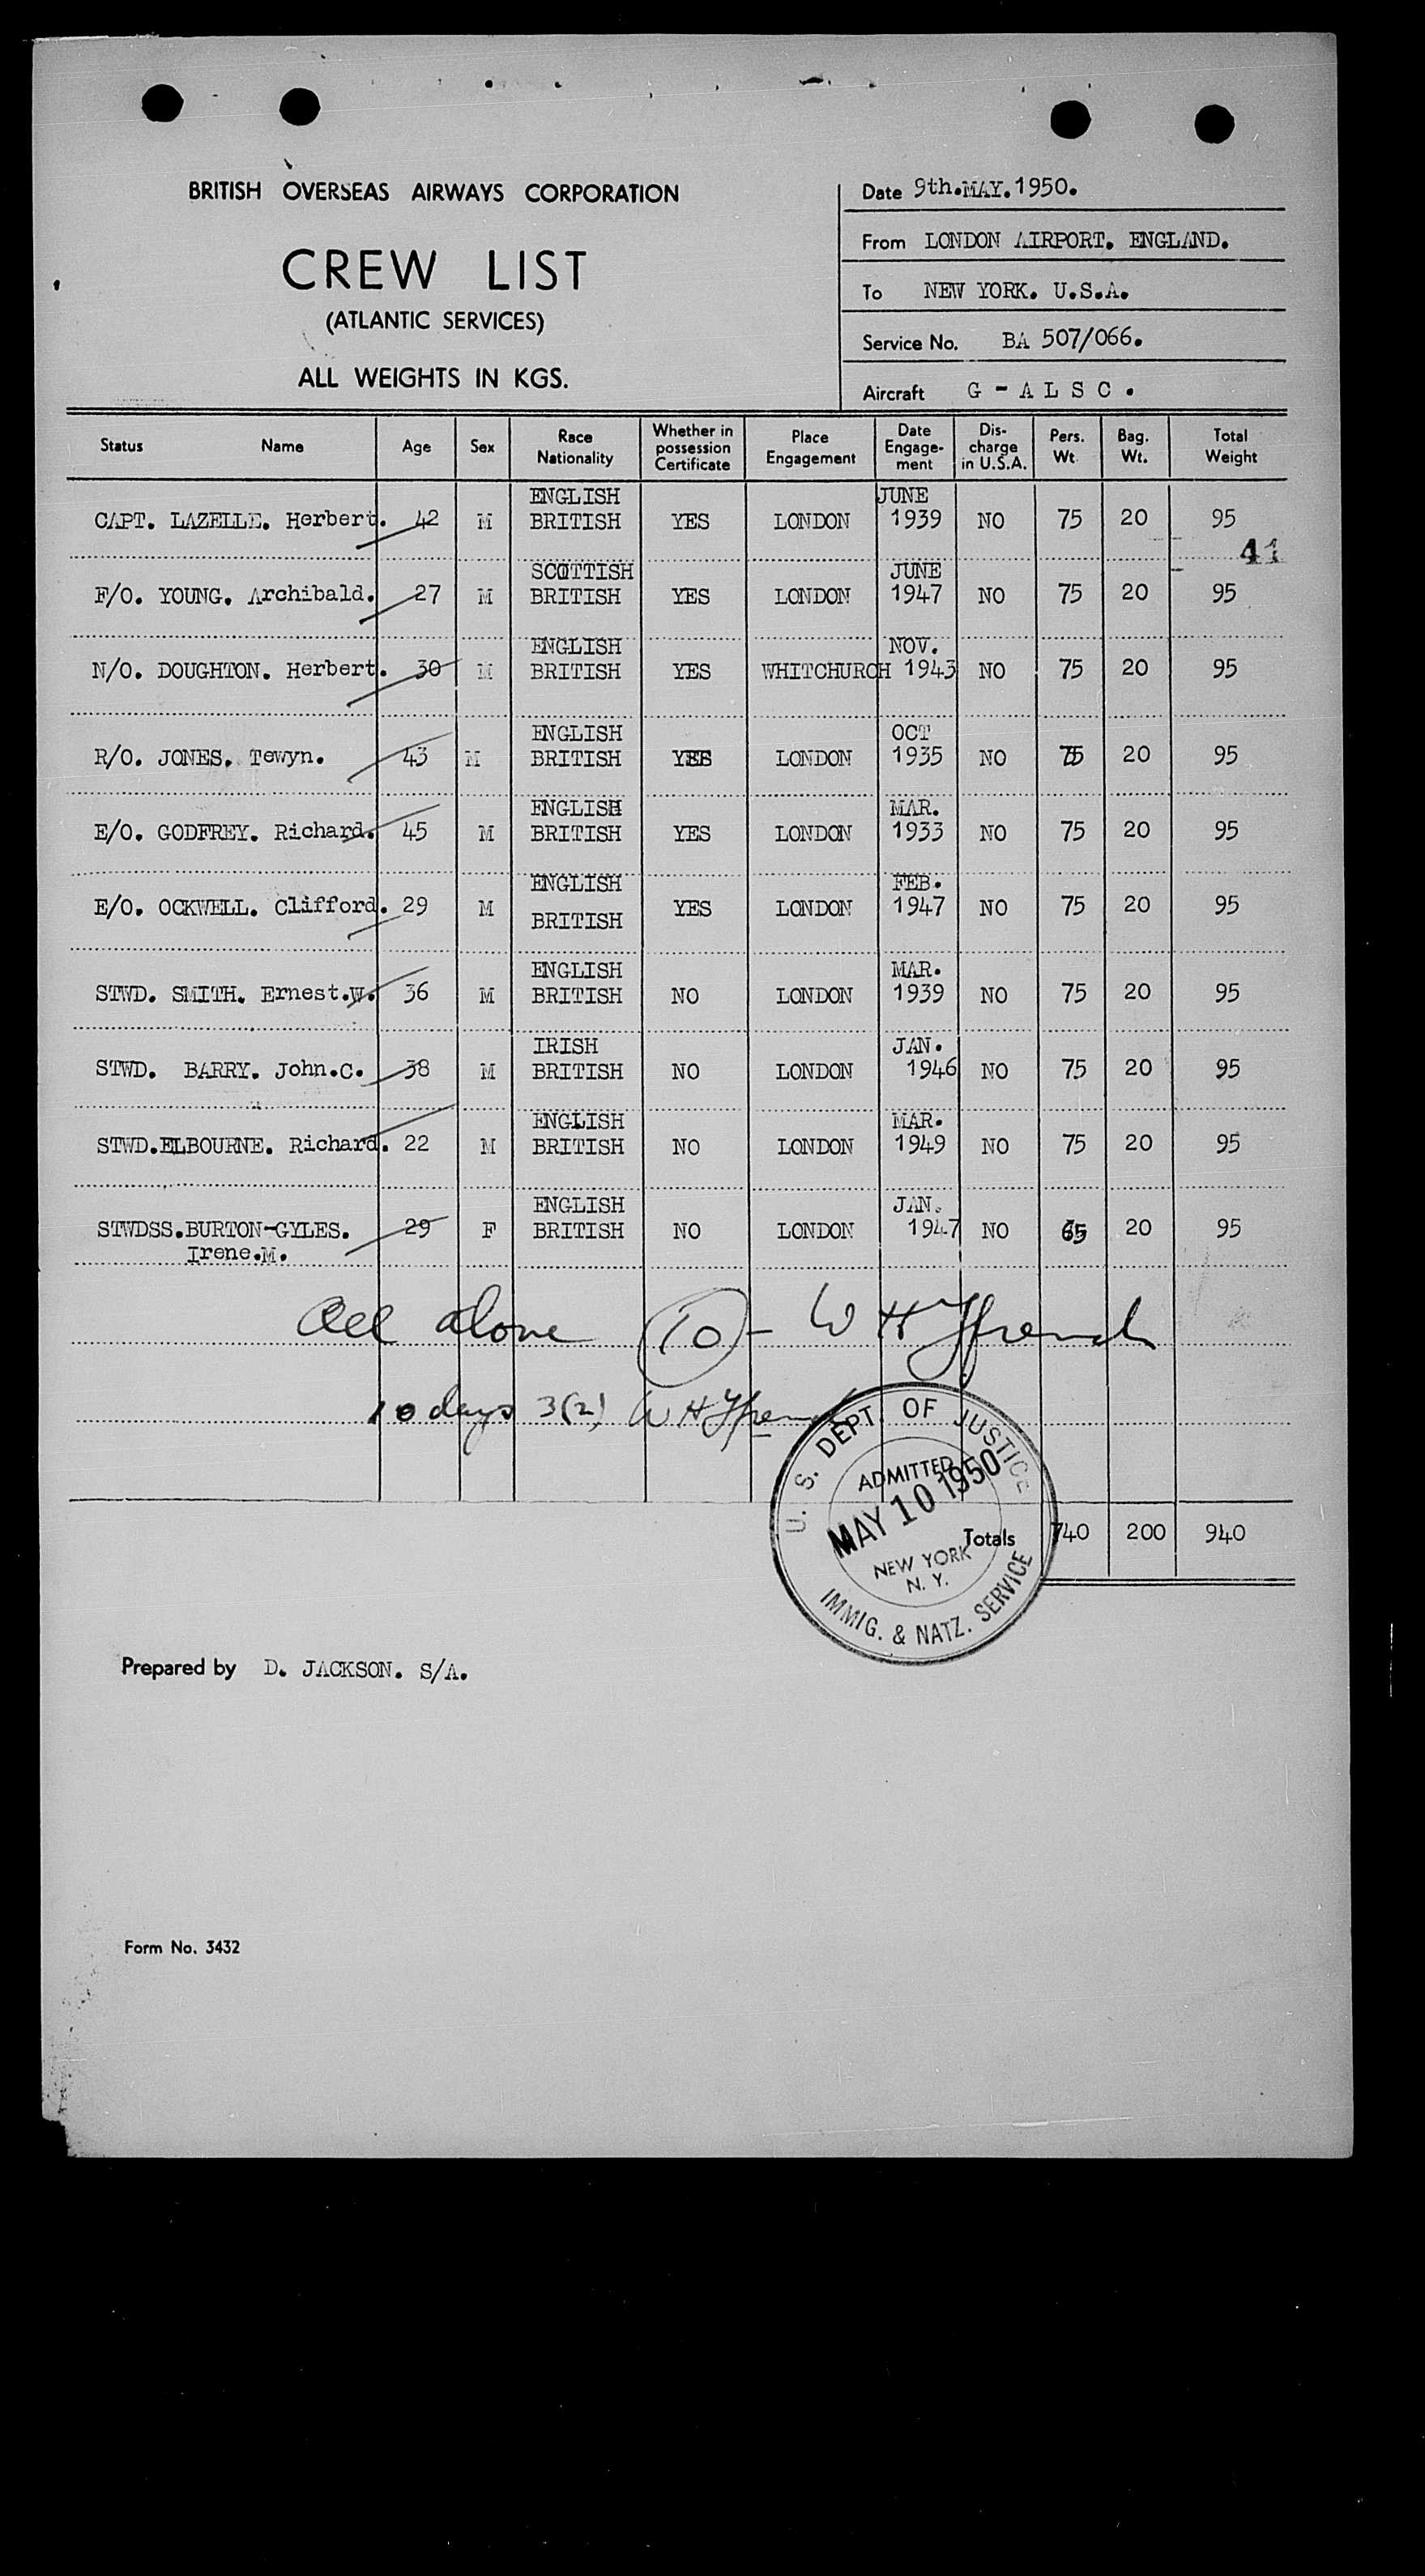 BRITISH OVERSEAS AIRWAYS CORPORATION
CREW LIST
(ATLANTIC SERVICES)
ALL WEIGHTS IN KGS.
Date 9th.MAY.1950.
From LONDON AIRPORT. ENGLAND.
To NEW YORK. U.S.A.
Service No. BA 507/066.
Aircraft G - A L S C .
Status Name Age Sex Race Nationality Whether in possession Certificate Place Engagement Date Engage-ment Dis-charge in U.S.A. Pers. Wt. Bag. Wt. Total Weight
ENGLISH JUNE
CAPT. LAZELLE. Herbert. 42 M BRITISH YES LONDON 1939 NO 75 20 95
41
SCOTTISH JUNE
F/O. YOUNG. Archibald. 27 M BRITISH YES LONDON 1947 NO 75 20 95
ENGLISH NOV.
N/O. DOUGHTON. Herbert. 30 M BRITISH YES WHITCHURCH 1943 NO 75 20 95
ENGLISH OCT
R/O. JONES. Tewyn. 43 M BRITISH YES LONDON 1935 NO 75 20 95
ENGLISH MAR.
E/O. GODFREY. Richard. 45 M BRITISH YES LONDON 1933 NO 75 20 95
ENGLISH FEB.
E/O. OCKWELL. Clifford. 29 M BRITISH YES LONDON 1947 NO 75 20 95
ENGLISH MAR.
STWD. SMITH. Ernest.W. 36 M BRITISH NO LONDON 1939 NO 75 20 95
IRISH JAN.
STWD. BARRY. John.C. 38 M BRITISH NO LONDON 1946 NO 75 20 95
ENGLISH MAR.
STWD.ELBOURNE. Richard. 22 M BRITISH NO LONDON 1949 NO 75 20 95
ENGLISH JAN.
STWDSS.BURTON-GYLES. 29 F BRITISH NO LONDON 1947 NO 65 20 95
Irene.M.
All above (10) - W H Ffrench
10 days 3(2) W H Ffrench
U. S. DEPT. OF JUSTICE
ADMITTED
MAY 10 1950
NEW YORK
N. Y.
IMMIG. & NATZ. SERVICE
Totals 740 200 940
Prepared by D. JACKSON. S/A.
Form No. 3432